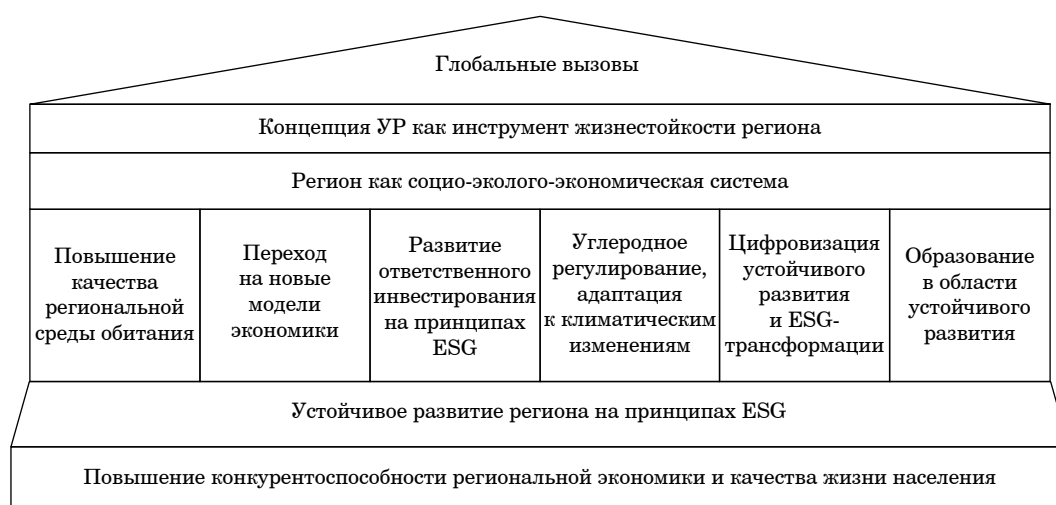 Глобальные вызовы
Концепция УР как инструмент жизнестойкости региона
Регион как социо-эколого-экономическая система
Повышение
качества
региональной
среды обитания
Переход
на новые
модели
экономики
Развитие
ответственного
инвестирования
на принципах
ESG
Углеродное
регулирование,
адаптация
к климатическим
изменениям
Цифровизация
устойчивого
развития
и ESG-
трансформации
Образование
в области
устойчивого
развития
Устойчивое развитие региона на принципах ESG
Повышение конкурентоспособности региональной экономики и качества жизни населения